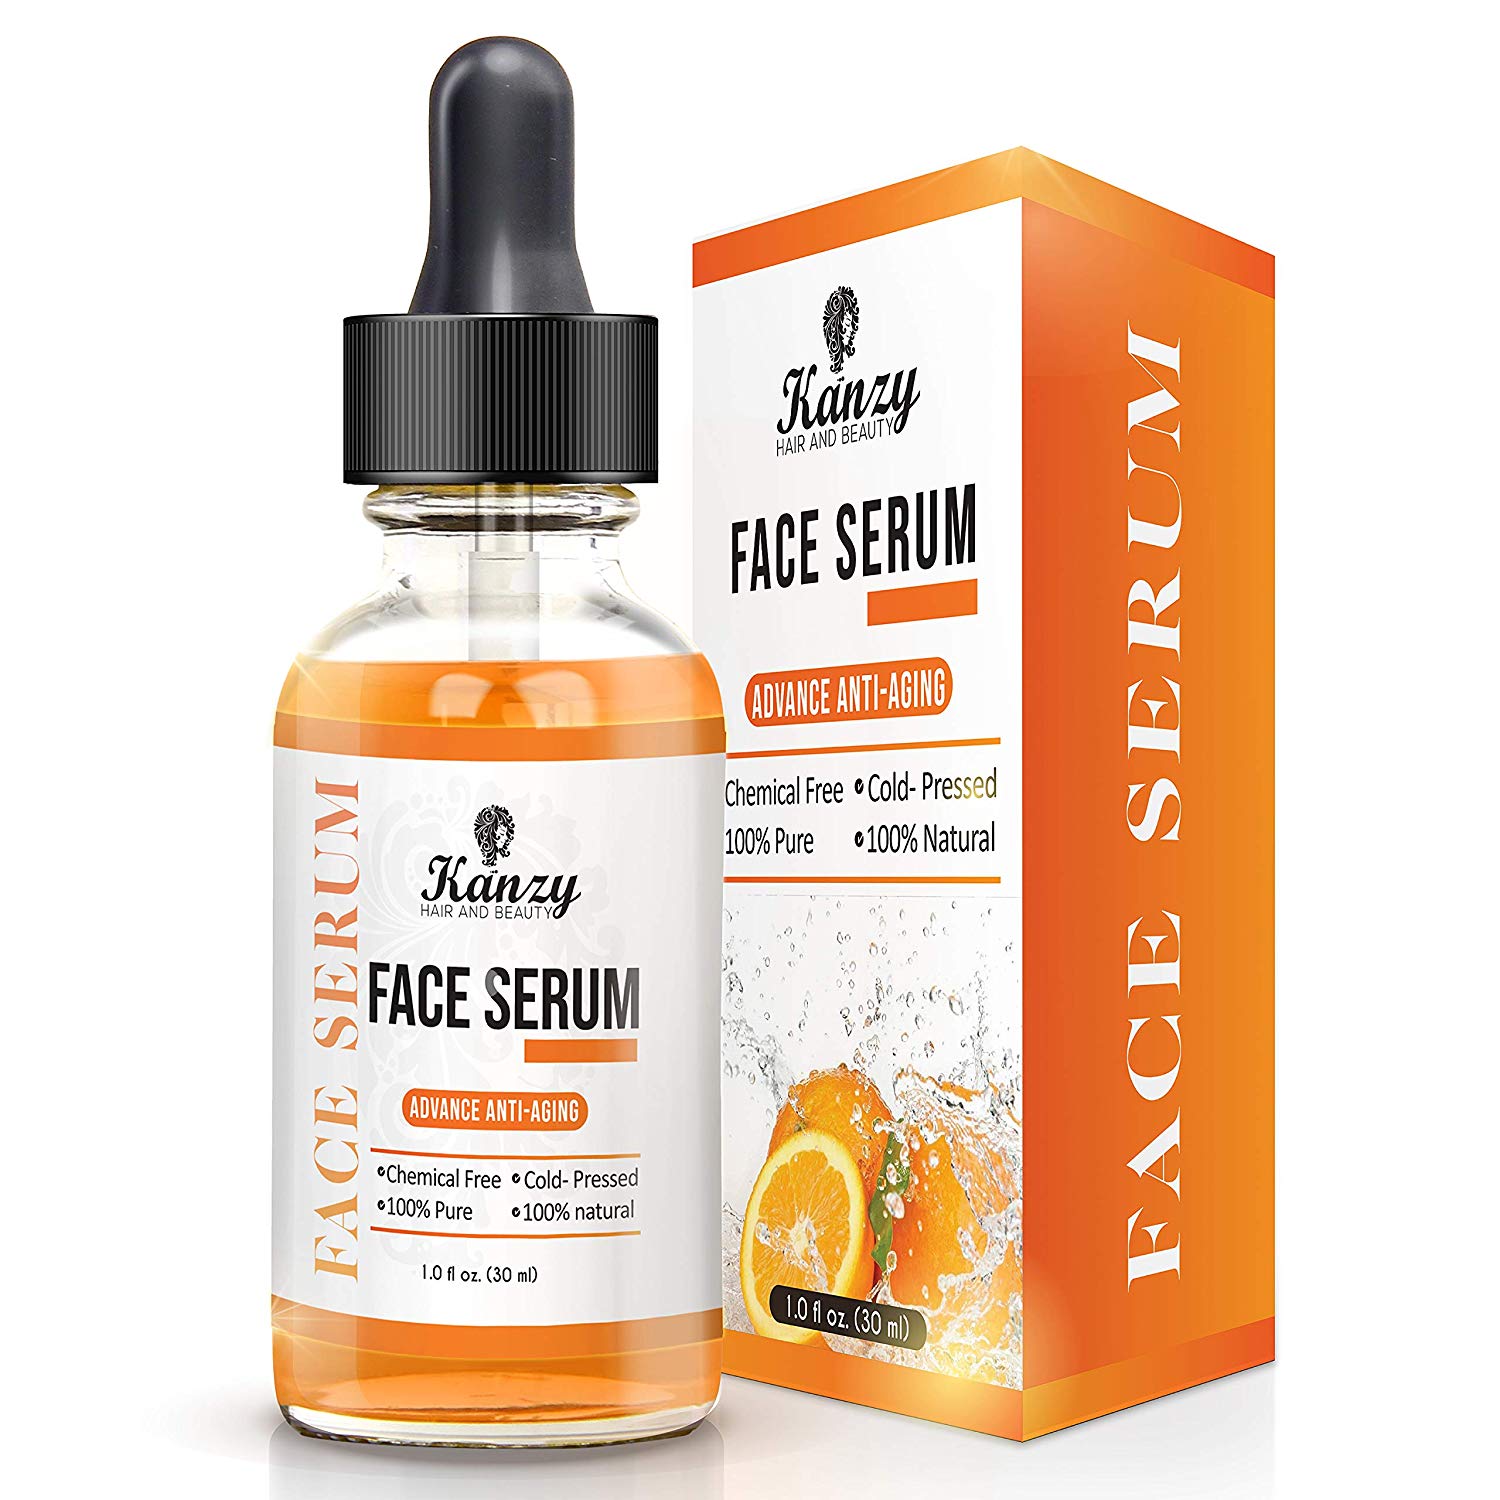 FACE SERUM
Kanzy
HAIR AND BEAUTY
FACE SERUM
ADVANCE ANTI-AGING
Chemical Free Cold- Pressed
100% Pure 100% natural
1.0 fl oz. (30 ml)
Kanzy
HAIR AND BEAUTY
FACE SERUM
ADVANCE ANTI-AGING
Chemical Free Cold- Pressed
100% Pure 100% Natural
1.0 fl oz. (30 ml)
FACE SERUM